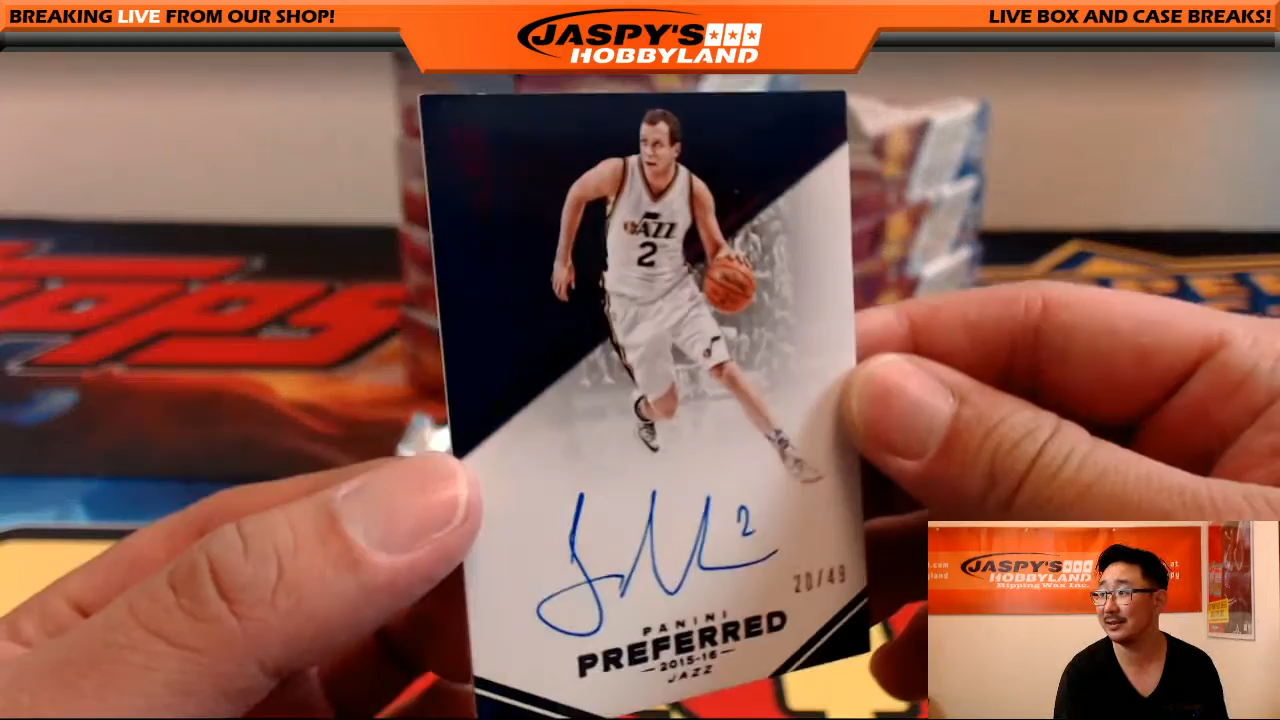 BREAKING LIVE FROM OUR SHOP!
JASPY'S
HOBBYLAND
LIVE BOX AND CASE BREAKS!
JAZZ
2
2
20/49
PANINI
PREFERRED
2015-16
JAZZ
JASPY'S
HOBBYLAND
Ripping Wax Inc.